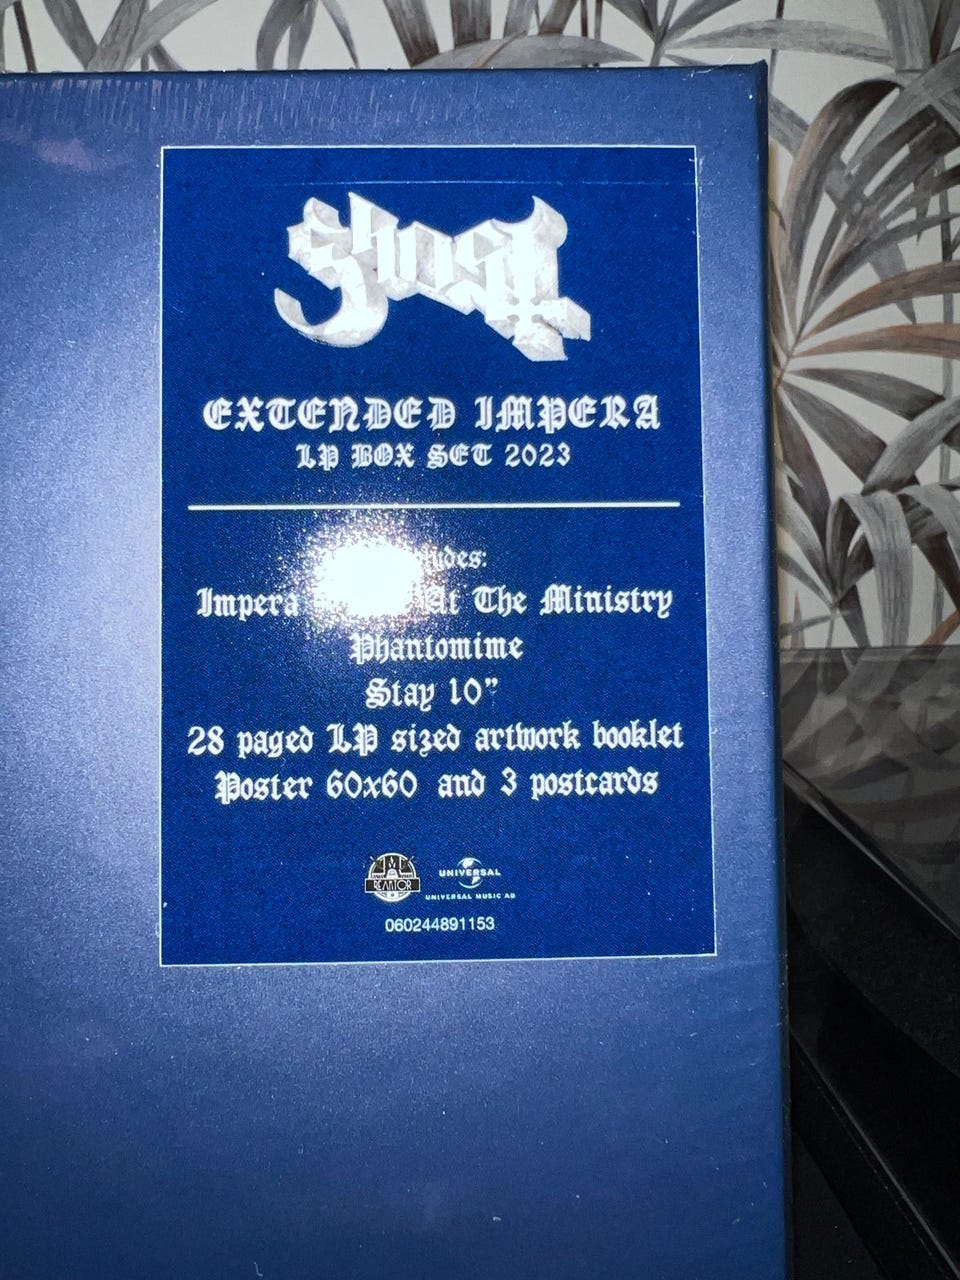 Ghost
EXTENDED IMPERA
LP BOX SET 2023
Impera At The Ministry
Phantomime
Stay 10”
28 paged LP sized artwork booklet
Poster 60x60 and 3 postcards
REAKTOR
UNIVERSAL
UNIVERSAL MUSIC AB
060244891153